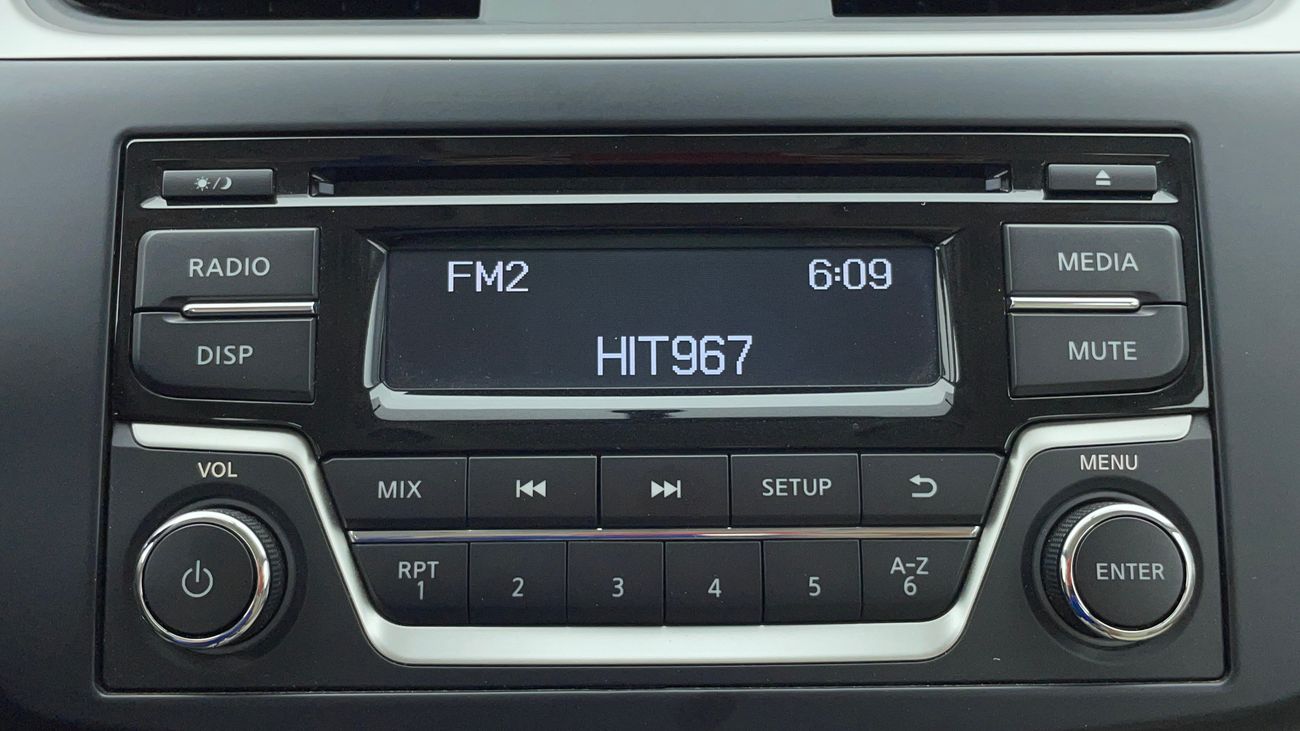 RADIO
DISP
FM2 6:09
HIT967
MEDIA
MUTE
VOL
MIX
SETUP
MENU
RPT
1
2
3
4
5
A-Z
6
ENTER